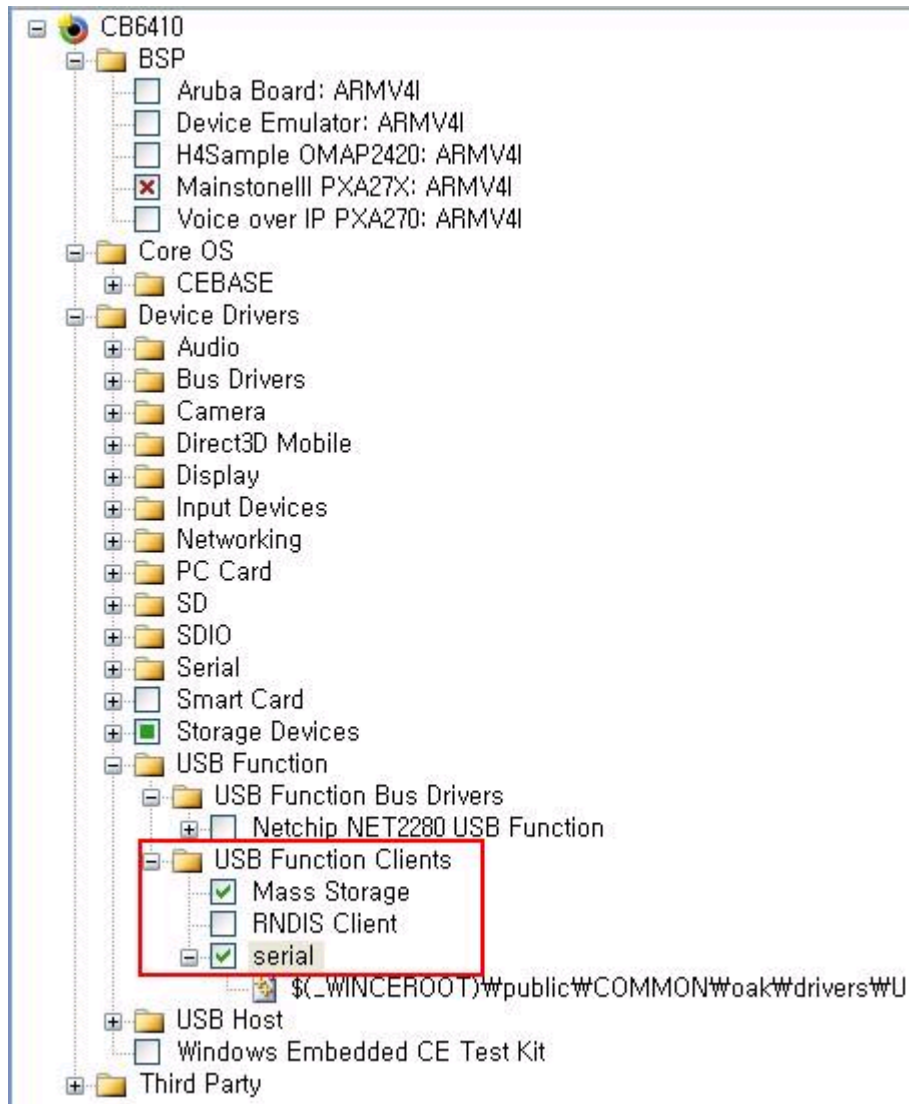 CB6410
BSP
Aruba Board: ARMV4I
Device Emulator: ARMV4I
H4Sample OMAP2420: ARMV4I
MainstoneIII PXA27X: ARMV4I
Voice over IP PXA270: ARMV4I
Core OS
CEBASE
Device Drivers
Audio
Bus Drivers
Camera
Direct3D Mobile
Display
Input Devices
Networking
PC Card
SD
SDIO
Serial
Smart Card
Storage Devices
USB Function
USB Function Bus Drivers
Netchip NET2280 USB Function
USB Function Clients
Mass Storage
RNDIS Client
serial
$(_WINCEROOT)₩public₩COMMON₩oak₩drivers₩U
USB Host
Windows Embedded CE Test Kit
Third Party